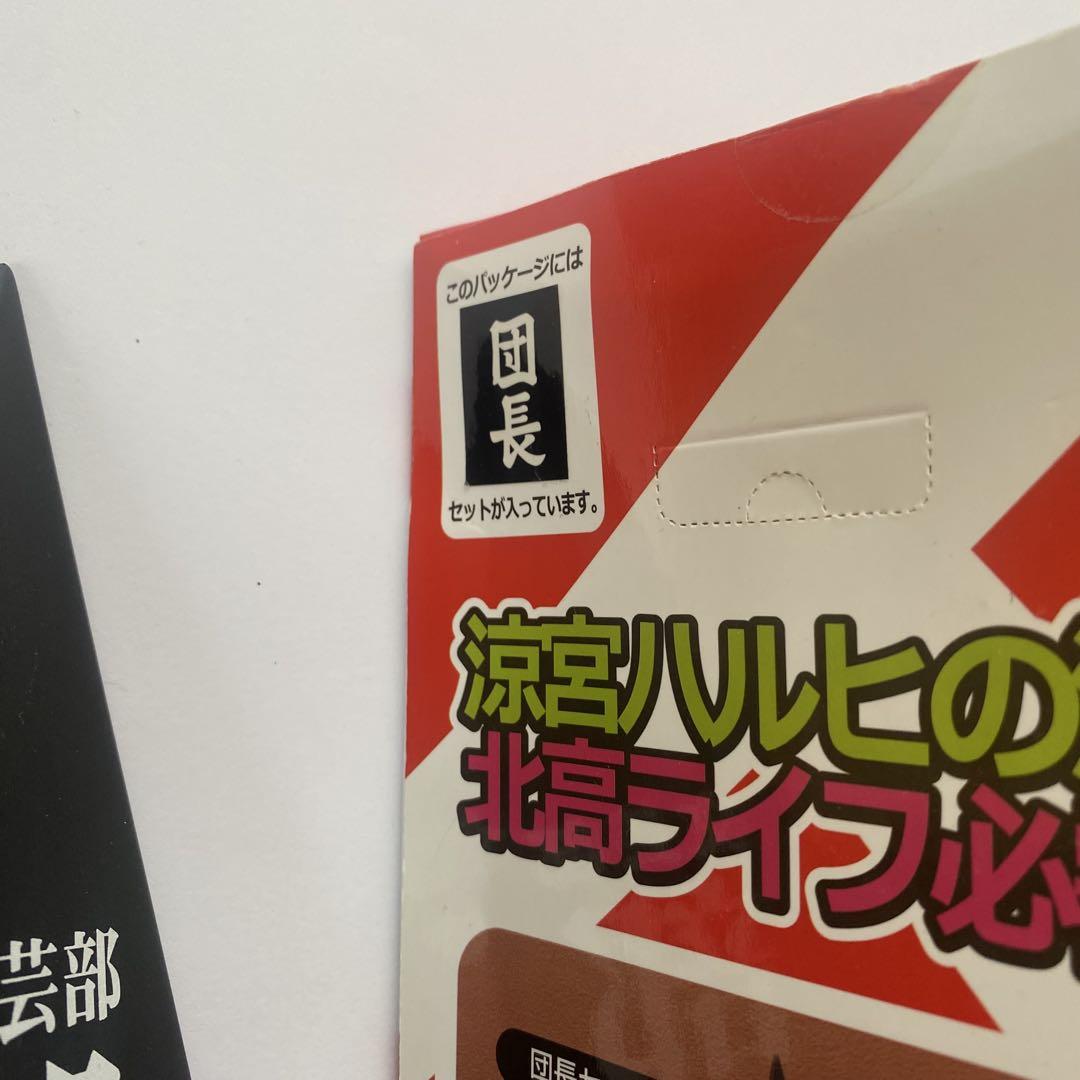 このパッケージには
団長
セットが入っています。
涼宮ハルヒの
北高ライフ必
団長
芸部